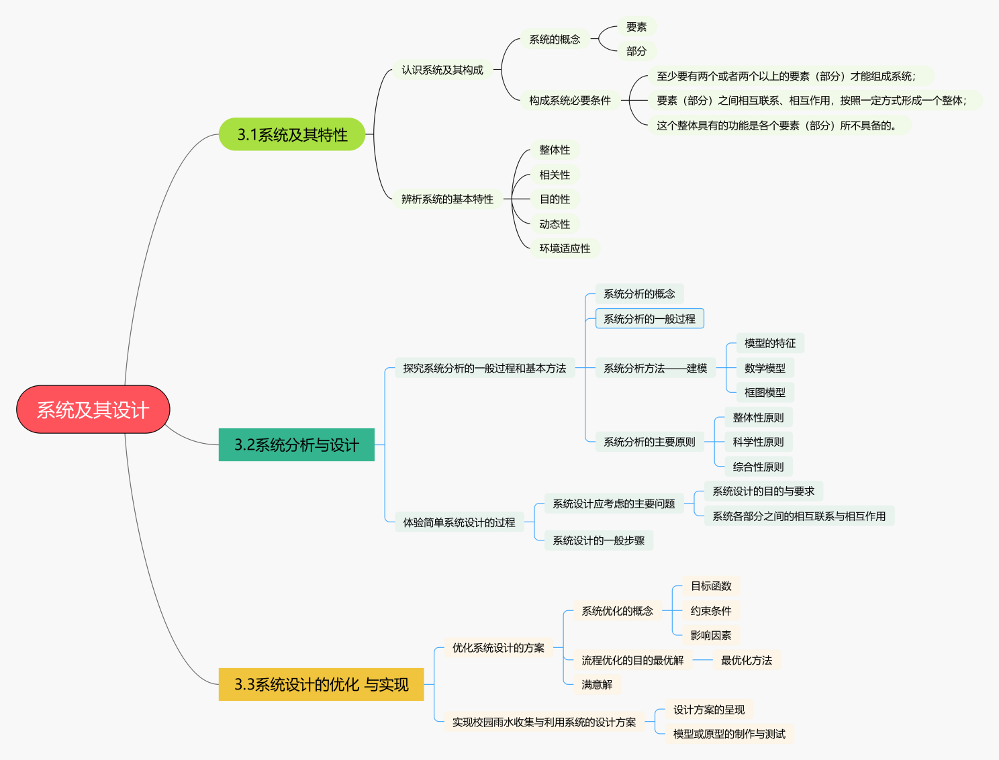 系统及其设计
3.1系统及其特性
认识系统及其构成
系统的概念
要素
部分
构成系统必要条件
至少要有两个或者两个以上的要素（部分）才能组成系统；
要素（部分）之间相互联系、相互作用，按照一定方式形成一个整体；
这个整体具有的功能是各个要素（部分）所不具备的。
辨析系统的基本特性
整体性
相关性
目的性
动态性
环境适应性
3.2系统分析与设计
探究系统分析的一般过程和基本方法
系统分析的概念
系统分析的一般过程
系统分析方法——建模
模型的特征
数学模型
框图模型
系统分析的主要原则
整体性原则
科学性原则
综合性原则
体验简单系统设计的过程
系统设计应考虑的主要问题
系统设计的目的与要求
系统各部分之间的相互联系与相互作用
系统设计的一般步骤
3.3系统设计的优化 与实现
优化系统设计的方案
系统优化的概念
目标函数
约束条件
影响因素
流程优化的目的最优解
最优化方法
满意解
实现校园雨水收集与利用系统的设计方案
设计方案的呈现
模型或原型的制作与测试